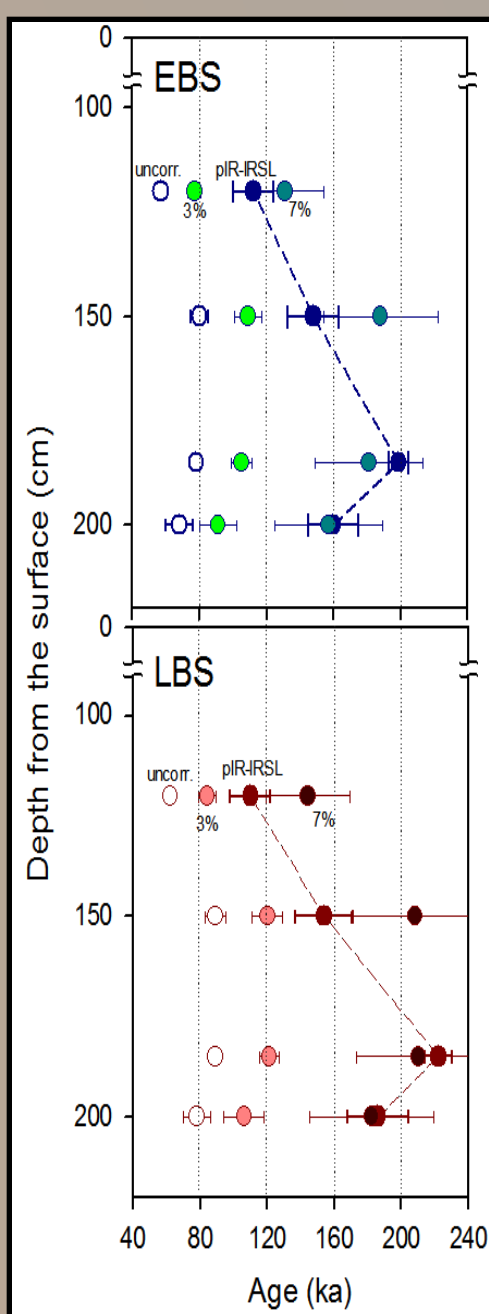 0
EBS
100
uncorr.
pIR-IRSL
3%
7%
150
200
Depth from the surface (cm)
0
LBS
100
uncorr.
pIR-IRSL
3%
7%
150
200
40 80 120 160 200 240
Age (ka)